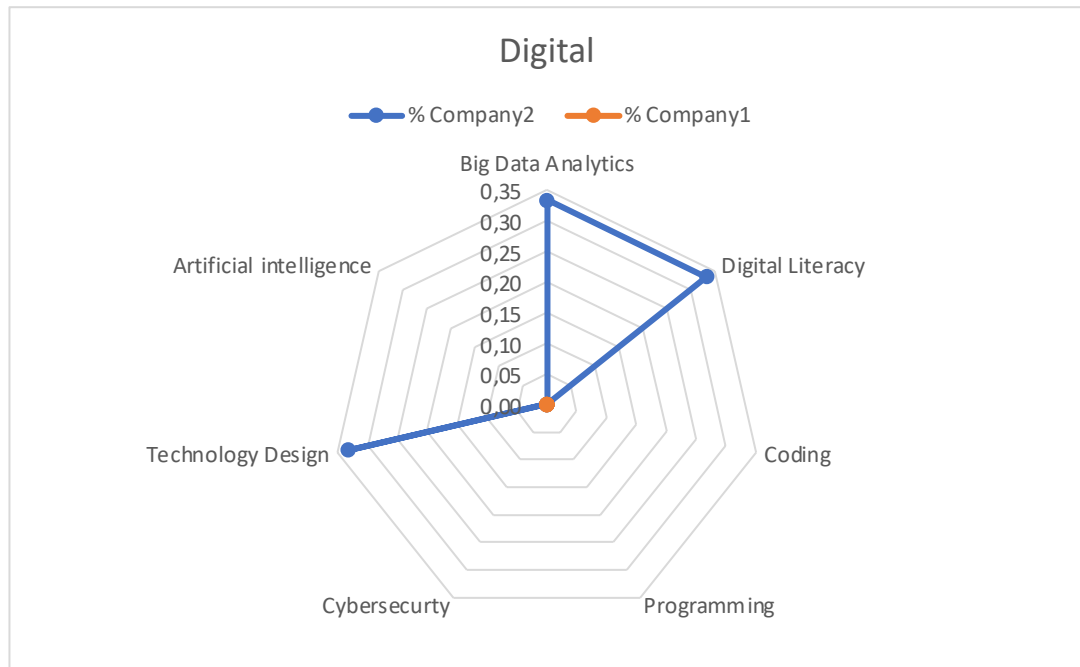 Digital
% Company2 % Company1
Big Data Analytics
0,35
0,30
0,25
0,20
0,15
0,10
0,05
0,00
Digital Literacy
Coding
Programming
Cybersecurty
Technology Design
Artificial intelligence